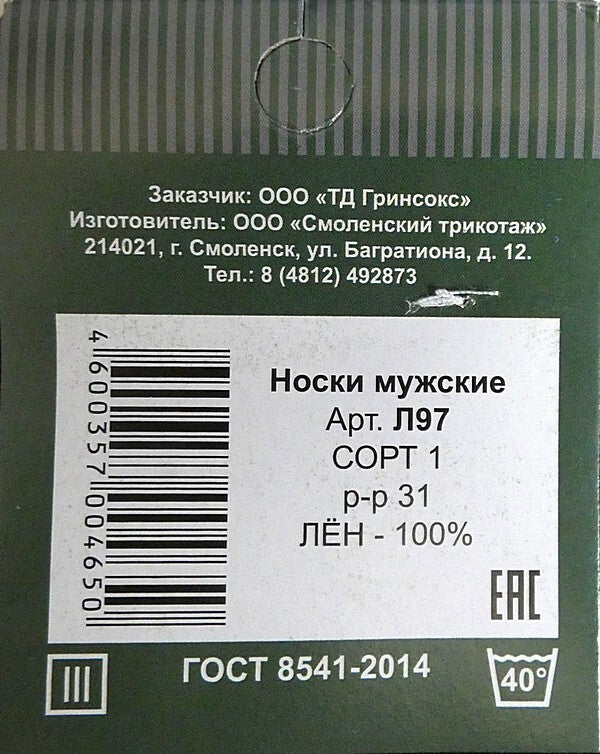 Заказчик: ООО «ТД Гринсокс»
Изготовитель: ООО «Смоленский трикотаж»
214021, г. Смоленск, ул. Багратиона, д. 12.
Тел.: 8 (4812) 492873
4600357004650
Носки мужские
Арт. Л97
СОРТ 1
р-р 31
ЛЁН - 100%
EAC
ГОСТ 8541-2014
40°